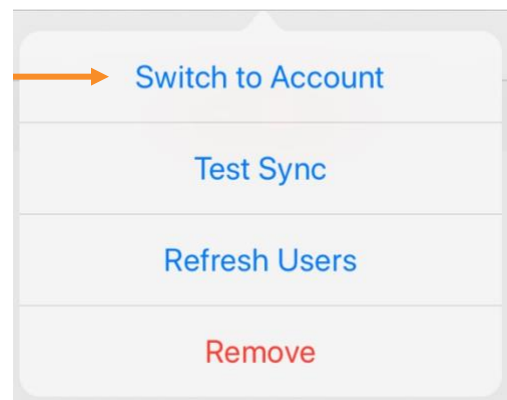 Switch to Account
Test Sync
Refresh Users
Remove